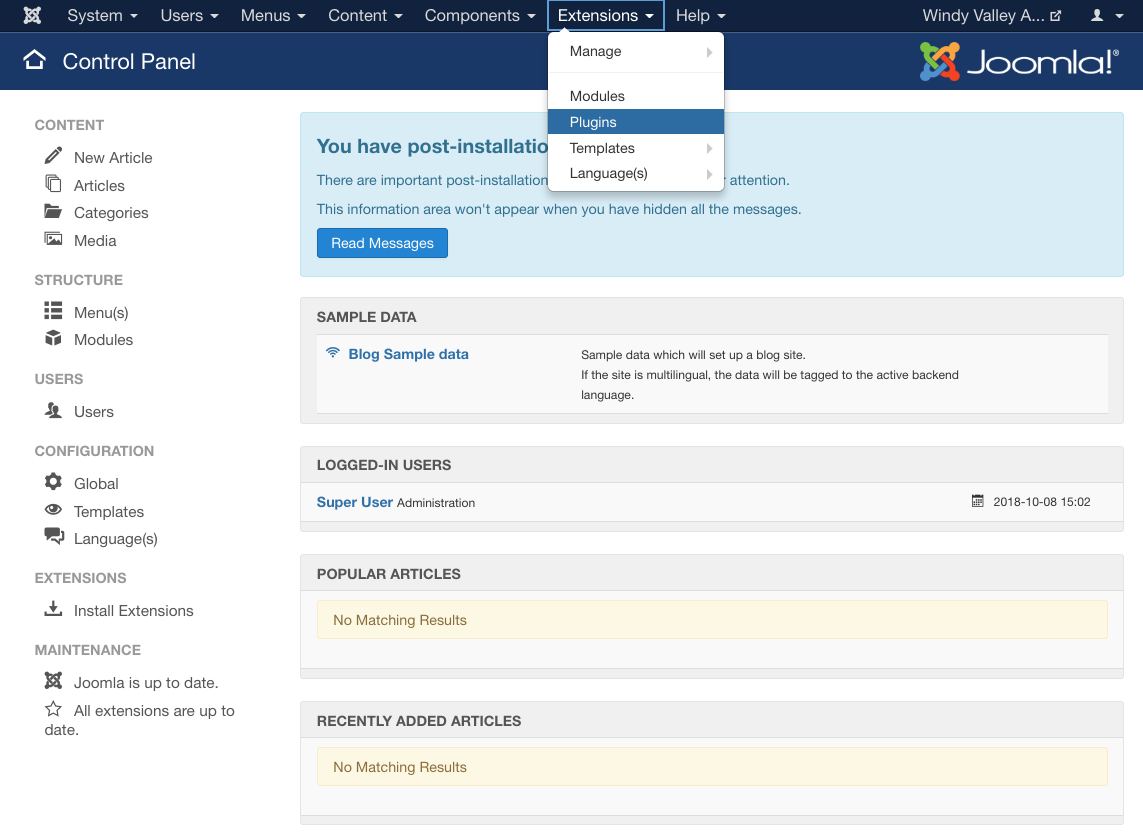 System Users Menus Content Components Extensions Help Windy Valley A...
Control Panel
Joomla!®
Manage
Modules
Plugins
Templates
Language(s)
CONTENT
New Article
Articles
Categories
Media
STRUCTURE
Menu(s)
Modules
USERS
Users
CONFIGURATION
Global
Templates
Language(s)
EXTENSIONS
Install Extensions
MAINTENANCE
Joomla is up to date.
All extensions are up to
date.
You have post-installatio
There are important post-installation attention.
This information area won't appear when you have hidden all the messages.
Read Messages
SAMPLE DATA
Blog Sample data
Sample data which will set up a blog site.
If the site is multilingual, the data will be tagged to the active backend
language.
LOGGED-IN USERS
Super User Administration 2018-10-08 15:02
POPULAR ARTICLES
No Matching Results
RECENTLY ADDED ARTICLES
No Matching Results